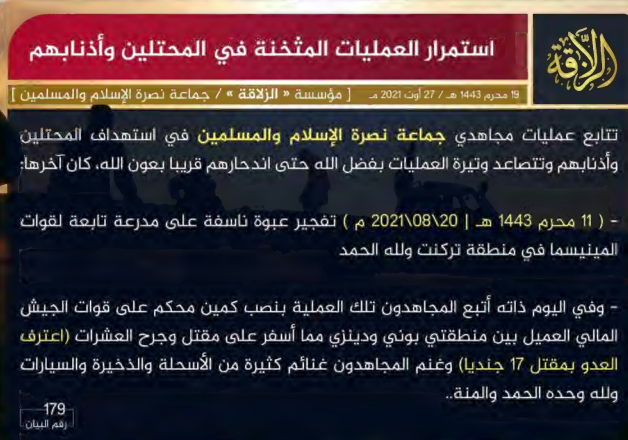 الزلاقة
استمرار العمليات المثخنة في المحتلين وأذنابهم
19 محرم 1443 هـ / 27 أوت 2021 مـ [ مؤسسة « الزلاقة » / جماعة نصرة الإسلام والمسلمين ]
تتابع عمليات مجاهدي جماعة نصرة الإسلام والمسلمين في استهداف المحتلين
وأذنابهم وتتصاعد وتيرة العمليات بفضل الله حتى اندحارهم قريبا بعون الله، كان آخرها:
- ( 11 محرم 1443 هـ | 20\08\2021 م ) تفجير عبوة ناسفة على مدرعة تابعة لقوات
المينيسما في منطقة تركنت ولله الحمد
- وفي اليوم ذاته أتبع المجاهدون تلك العملية بنصب كمين محكم على قوات الجيش
المالي العميل بين منطقتي بوني ودينزي مما أسفر على مقتل وجرح العشرات (اعترف
العدو بمقتل 17 جنديا) وغنم المجاهدون غنائم كثيرة من الأسحلة والذخيرة والسيارات
ولله وحده الحمد والمنة..
179
رقم البيان